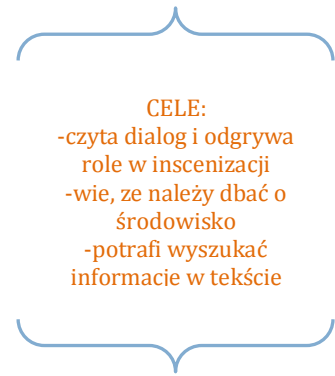 CELE:
-czyta dialog i odgrywa
role w inscenizacji
-wie, ze należy dbać o
środowisko
-potrafi wyszukać
informacje w tekście